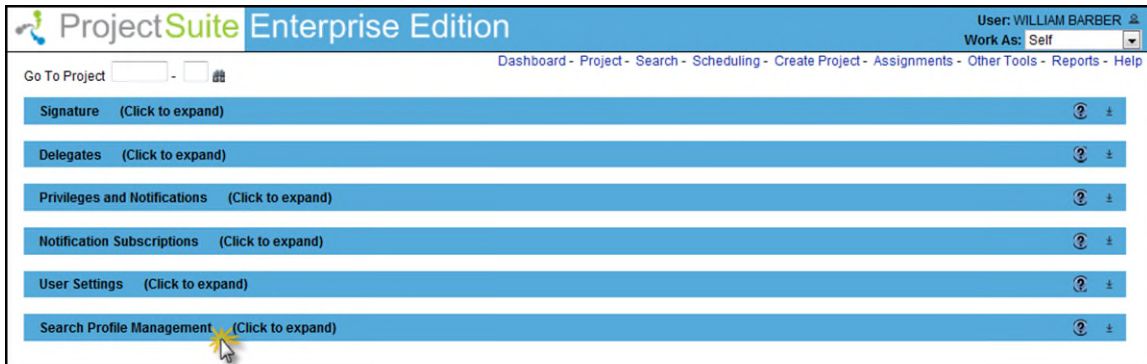 ProjectSuite Enterprise Edition
User: WILLIAM BARBER
Work As: Self
Dashboard - Project - Search - Scheduling - Create Project - Assignments - Other Tools - Reports - Help
Go To Project -
Signature (Click to expand) ?
Delegates (Click to expand) ?
Privileges and Notifications (Click to expand) ?
Notification Subscriptions (Click to expand) ?
User Settings (Click to expand) ?
Search Profile Management (Click to expand) ?